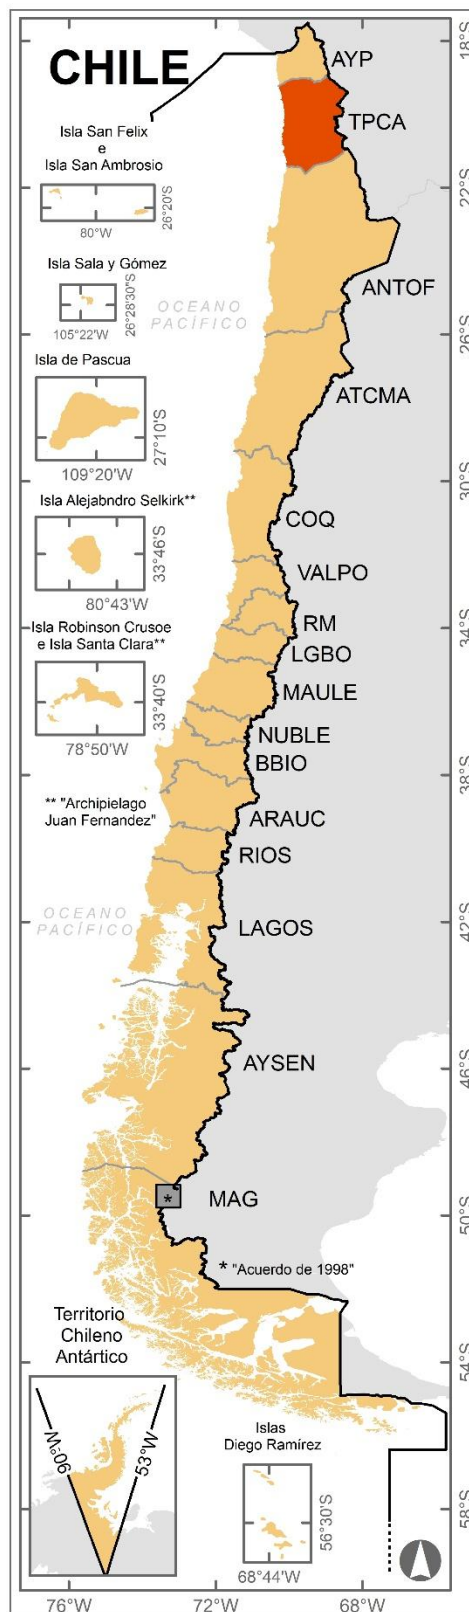 CHILE
AYP
TPCA
ANTOF
ATCMA
COQ
VALPO
RM
LGBO
MAULE
NUBLE
BBIO
ARAUC
RIOS
LAGOS
AYSEN
MAG
* "Acuerdo de 1998"
*
Isla San Felix
e
Isla San Ambrosio
80°W
26°20'S
Isla Sala y Gómez
105°22'W
26°28'30"S
OCEANO
PACÍFICO
Isla de Pascua
109°20'W
27°10'S
Isla Alejabndro Selkirk**
80°43'W
33°46'S
Isla Robinson Crusoe
e Isla Santa Clara**
78°50'W
33°40'S
** "Archipielago
Juan Fernandez"
OCEANO
PACÍFICO
Territorio
Chileno
Antártico
90°W
53°W
Islas
Diego Ramírez
68°44'W
56°30'S
18°S
22°S
26°S
30°S
34°S
38°S
42°S
46°S
50°S
54°S
58°S
76°W
72°W
68°W